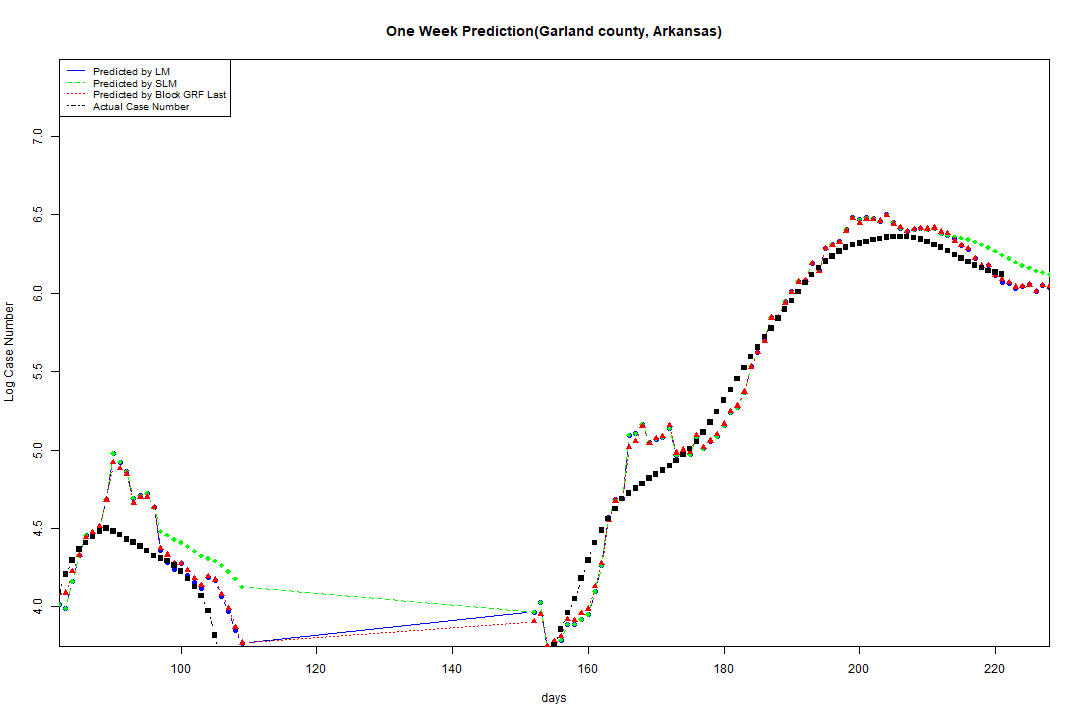 One Week Prediction(Garland county, Arkansas)
Predicted by LM
Predicted by SLM
Predicted by Block GRF Last
Actual Case Number
7.0
6.5
6.0
5.5
5.0
4.5
4.0
Log Case Number
100 120 140 160 180 200 220
days